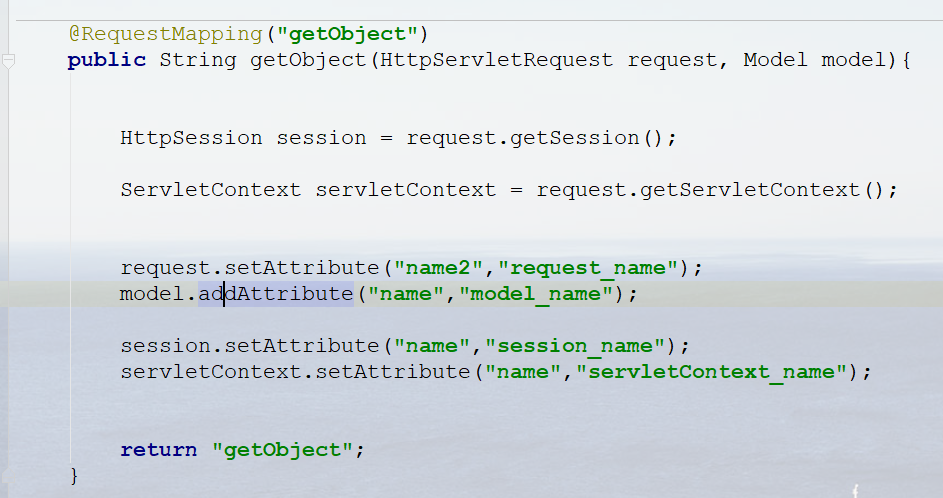 @RequestMapping("getObject")
public String getObject(HttpServletRequest request, Model model){
HttpSession session = request.getSession();
ServletContext servletContext = request.getServletContext();
request.setAttribute("name2","request_name");
model.addAttribute("name","model_name");
session.setAttribute("name","session_name");
servletContext.setAttribute("name","servletContext_name");
return "getObject";
}